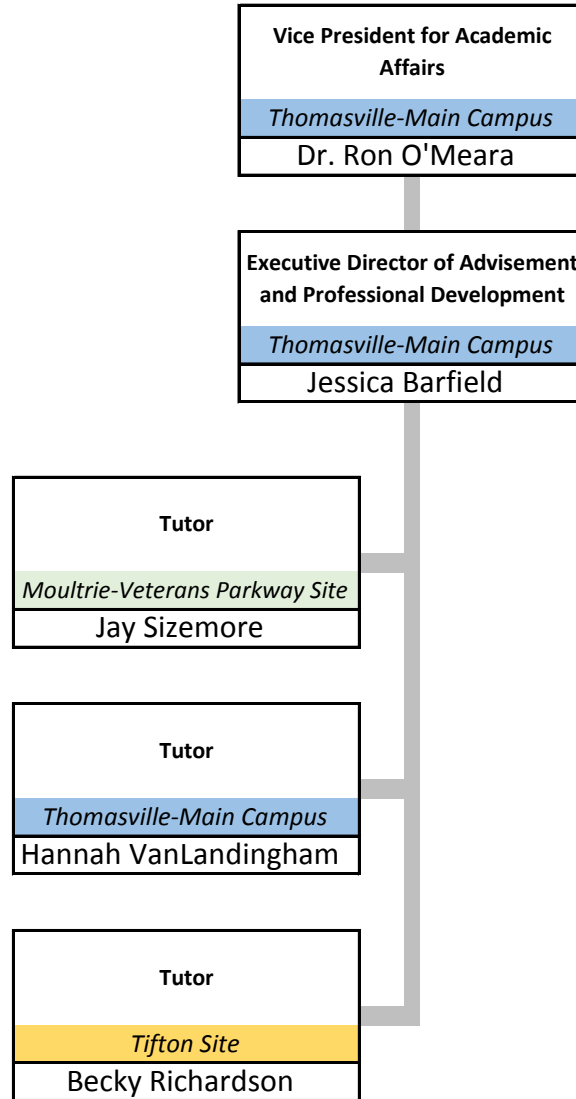 Vice President for Academic
Affairs
Thomasville-Main Campus
Dr. Ron O'Meara
Executive Director of Advisement
and Professional Development
Thomasville-Main Campus
Jessica Barfield
Tutor
Moultrie-Veterans Parkway Site
Jay Sizemore
Tutor
Thomasville-Main Campus
Hannah VanLandingham
Tutor
Tifton Site
Becky Richardson